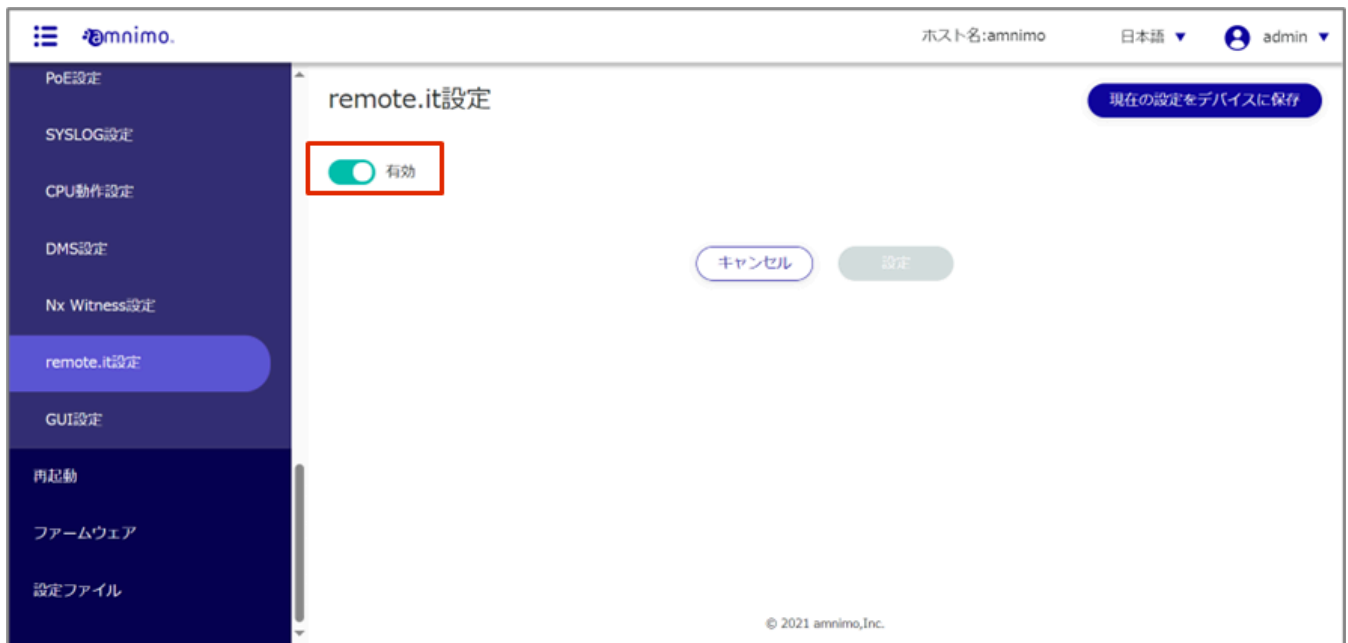 amnimo.
ホスト名:amnimo
日本語 ▼
admin ▼
PoE設定
SYSLOG設定
CPU動作設定
DMS設定
Nx Witness設定
remote.it設定
GUI設定
再起動
ファームウェア
設定ファイル
remote.it設定
現在の設定をデバイスに保存
有効
キャンセル
設定
© 2021 amnimo,Inc.